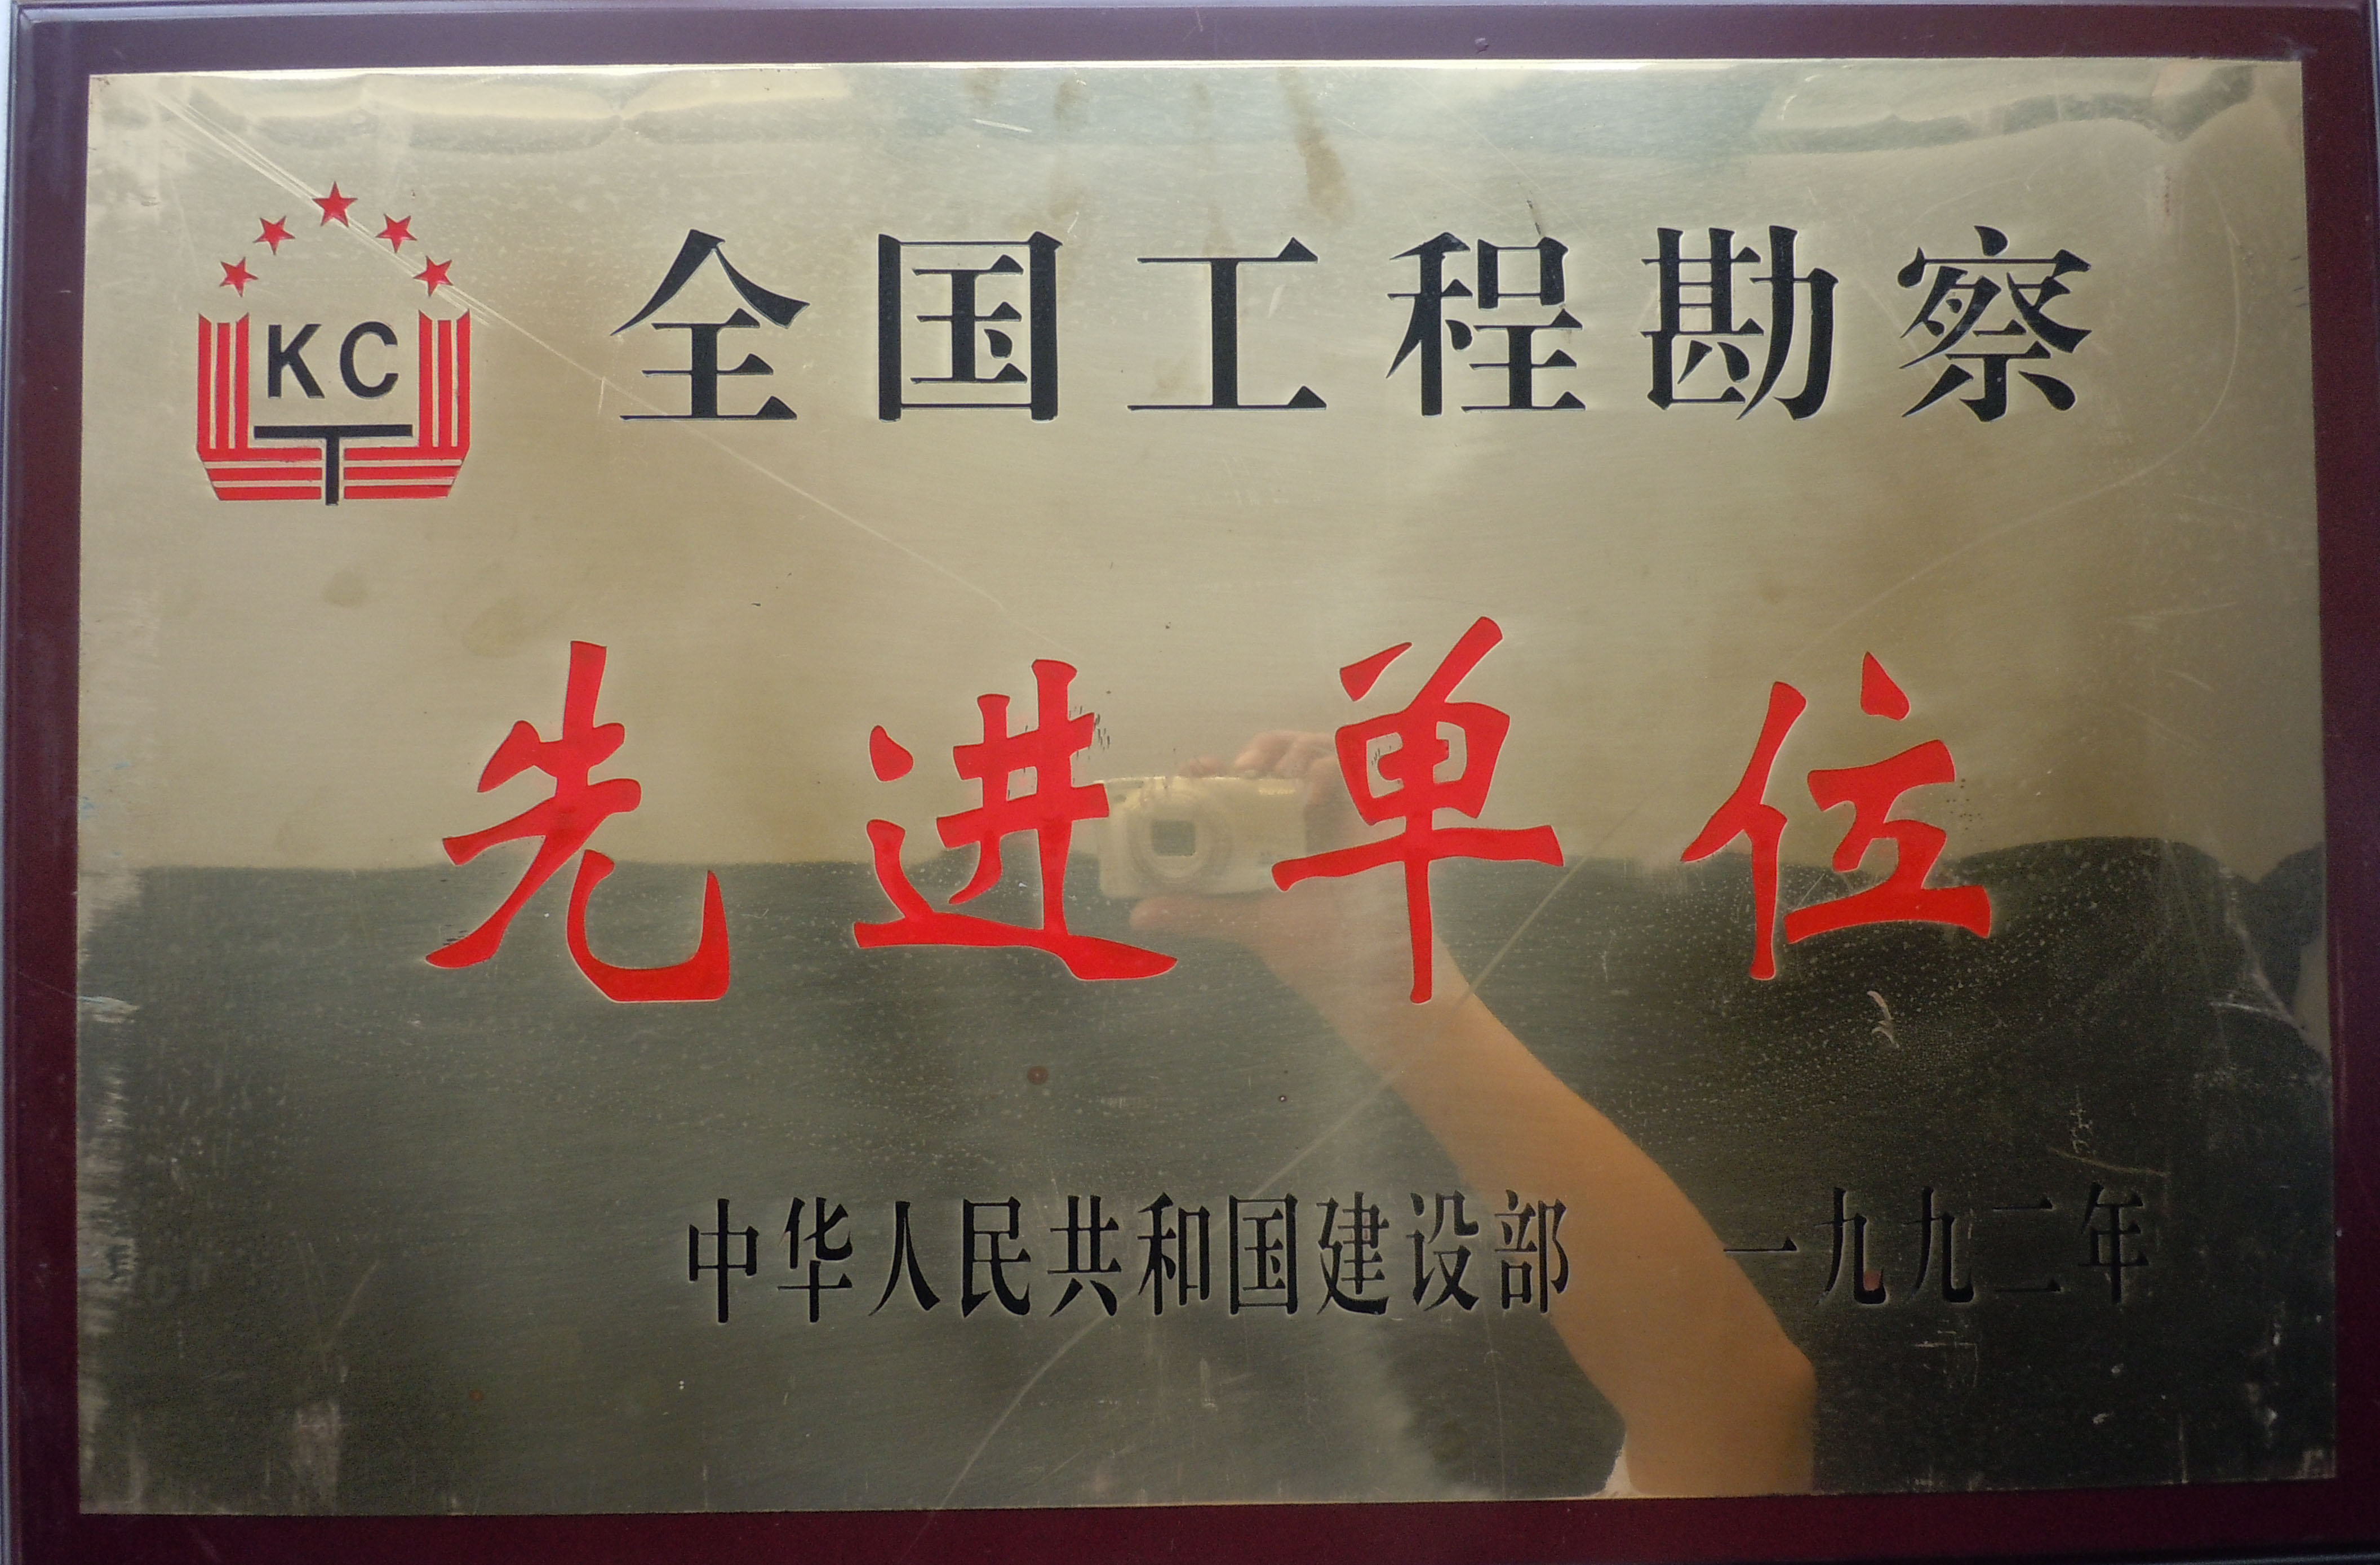 KC
全国工程勘察
先进单位
中华人民共和国建设部 一九九二年